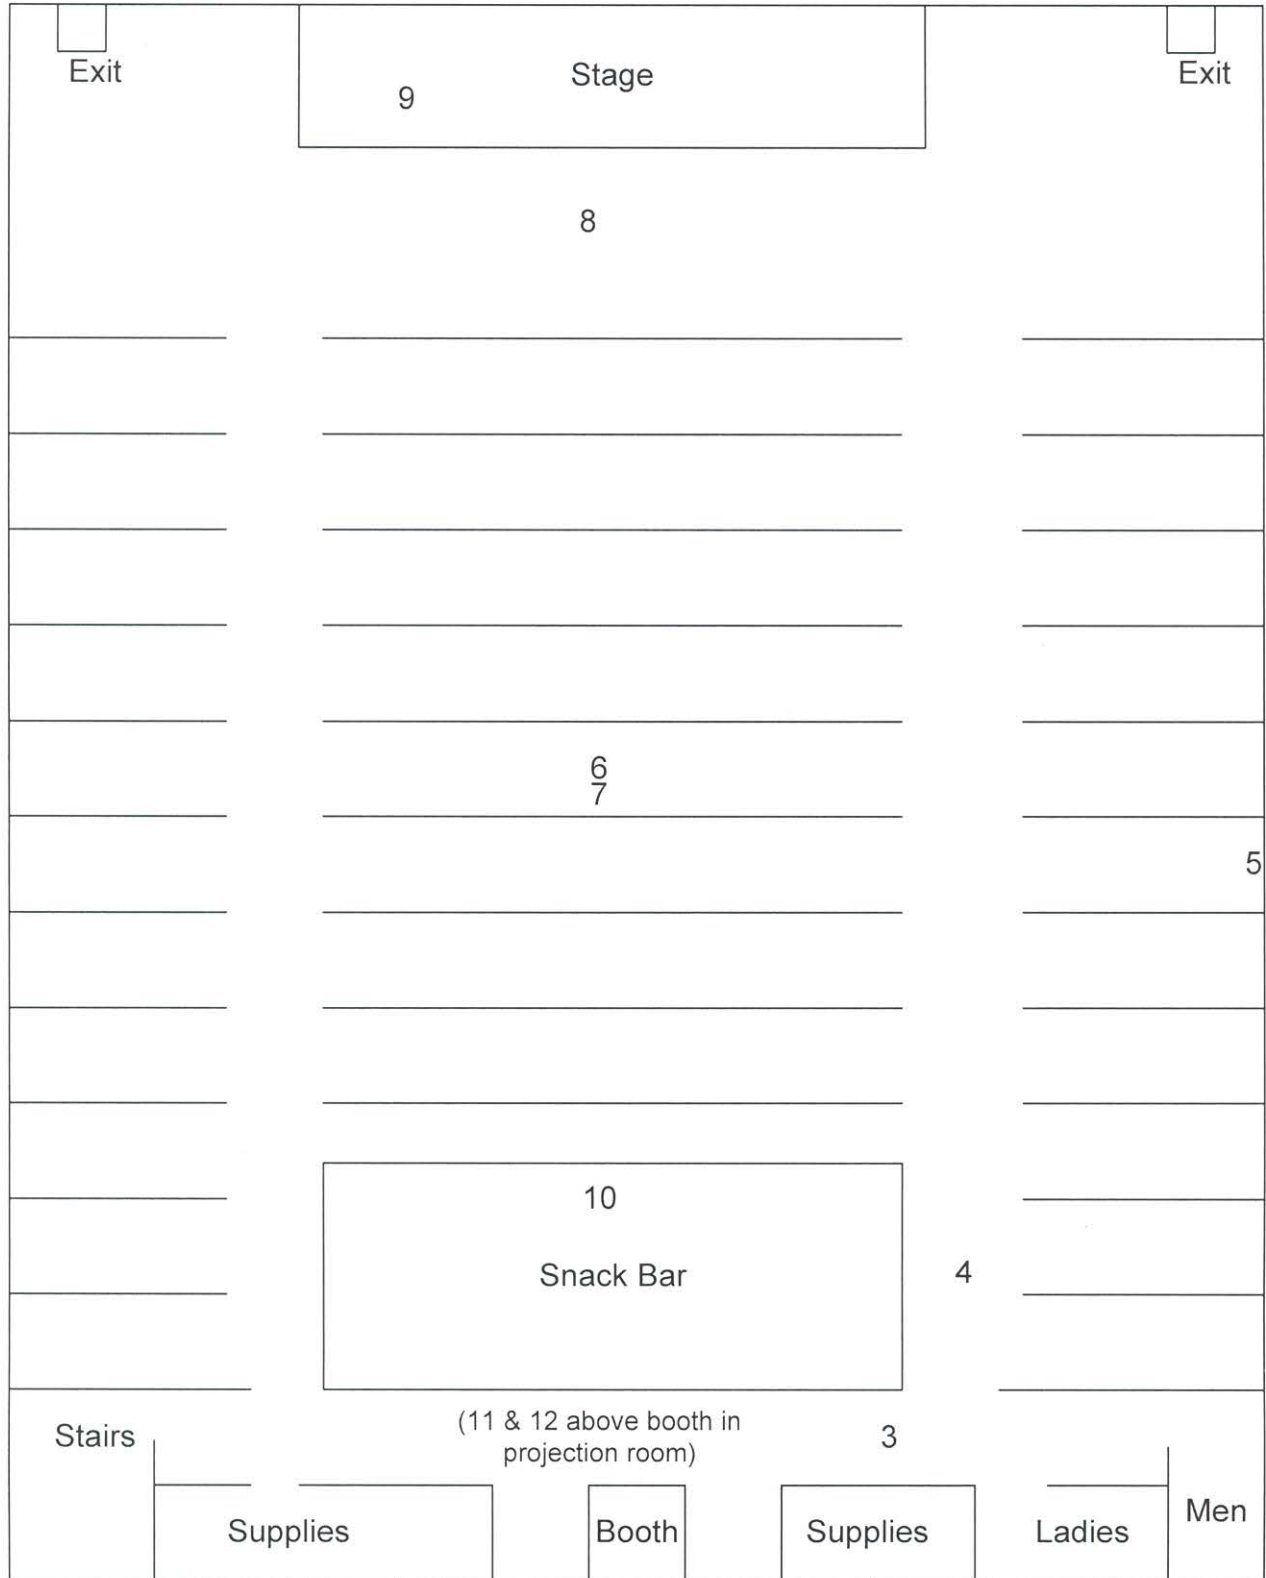 Exit
Stage
Exit
9
8
6
7
5
10
Snack Bar
4
Stairs
(11 & 12 above booth in
projection room)
3
Supplies
Booth
Supplies
Ladies
Men